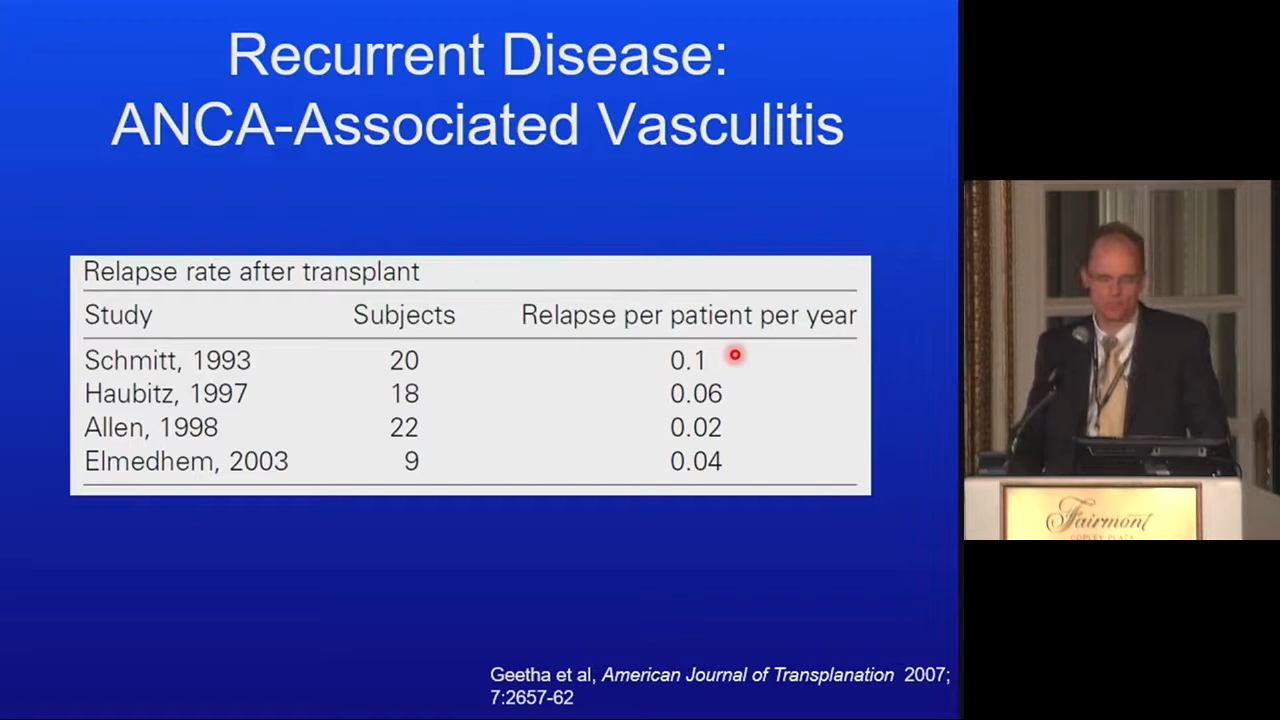 Recurrent Disease:
ANCA-Associated Vasculitis
Relapse rate after transplant
Study Subjects Relapse per patient per year
Schmitt, 1993 20 0.1
Haubitz, 1997 18 0.06
Allen, 1998 22 0.02
Elmedhem, 2003 9 0.04
Geetha et al, American Journal of Transplanation 2007;
7:2657-62
Fairmont
COPLEY PLAZA